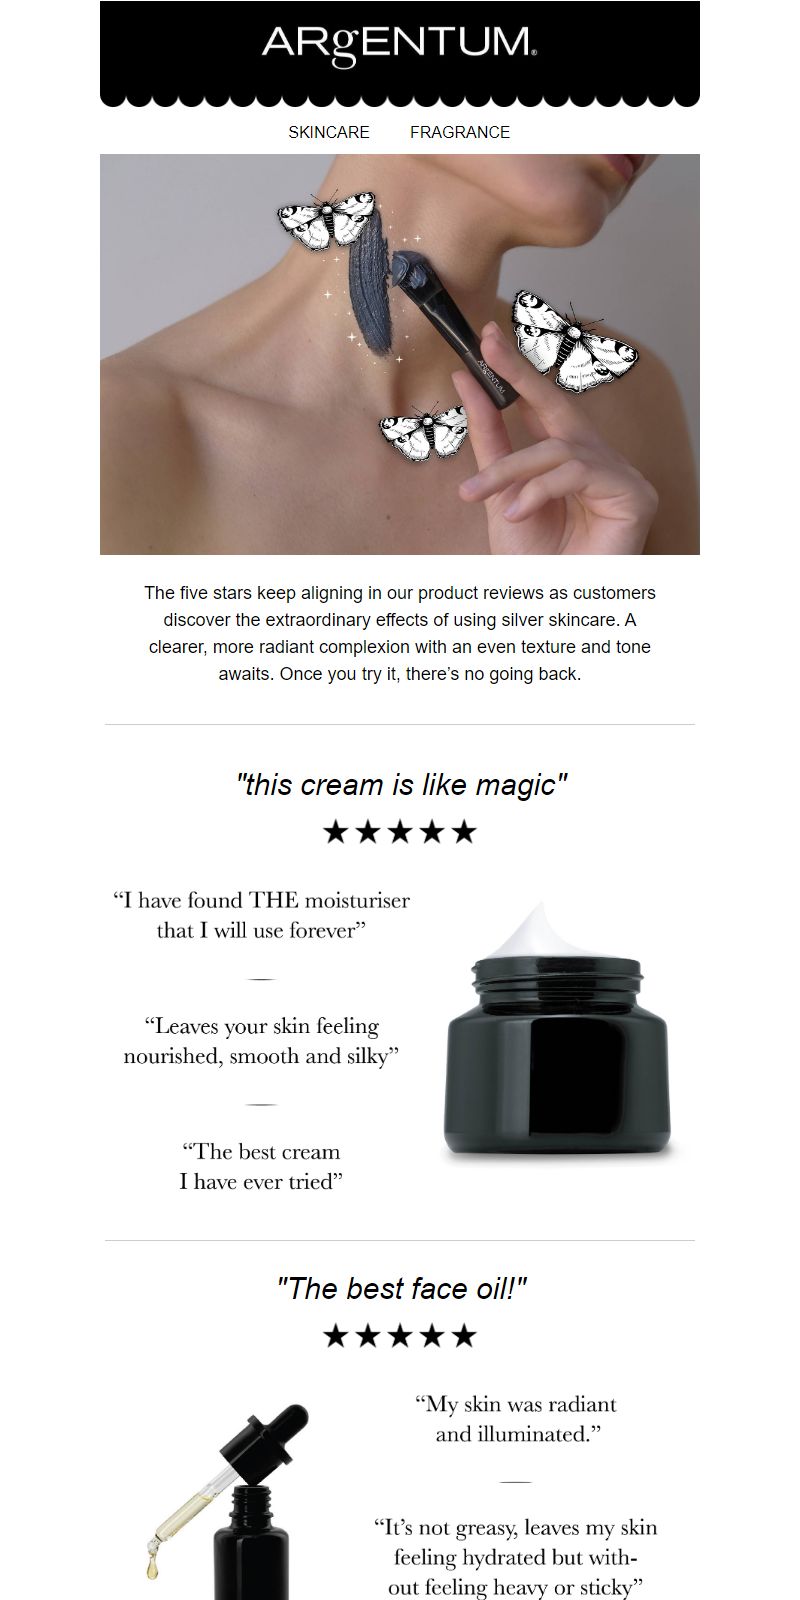 ARgENTUM®
SKINCARE FRAGRANCE
ARgENTUM
The five stars keep aligning in our product reviews as customers
discover the extraordinary effects of using silver skincare. A
clearer, more radiant complexion with an even texture and tone
awaits. Once you try it, there’s no going back.
"this cream is like magic"
“I have found THE moisturiser
that I will use forever”
“Leaves your skin feeling
nourished, smooth and silky”
“The best cream
I have ever tried”
"The best face oil!"
“My skin was radiant
and illuminated.”
“It’s not greasy, leaves my skin
feeling hydrated but with-
out feeling heavy or sticky”